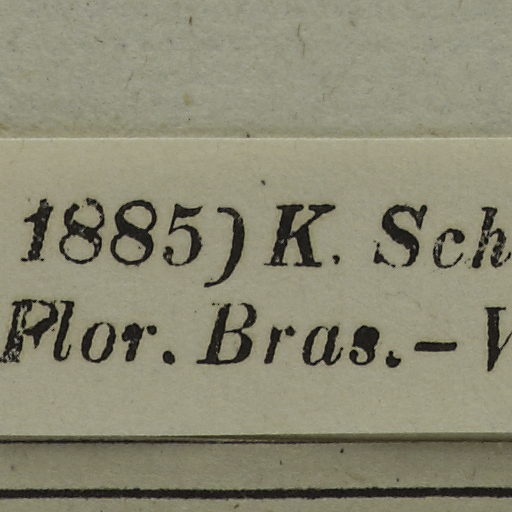 1885) K. Sch
Flor. Bras.– V